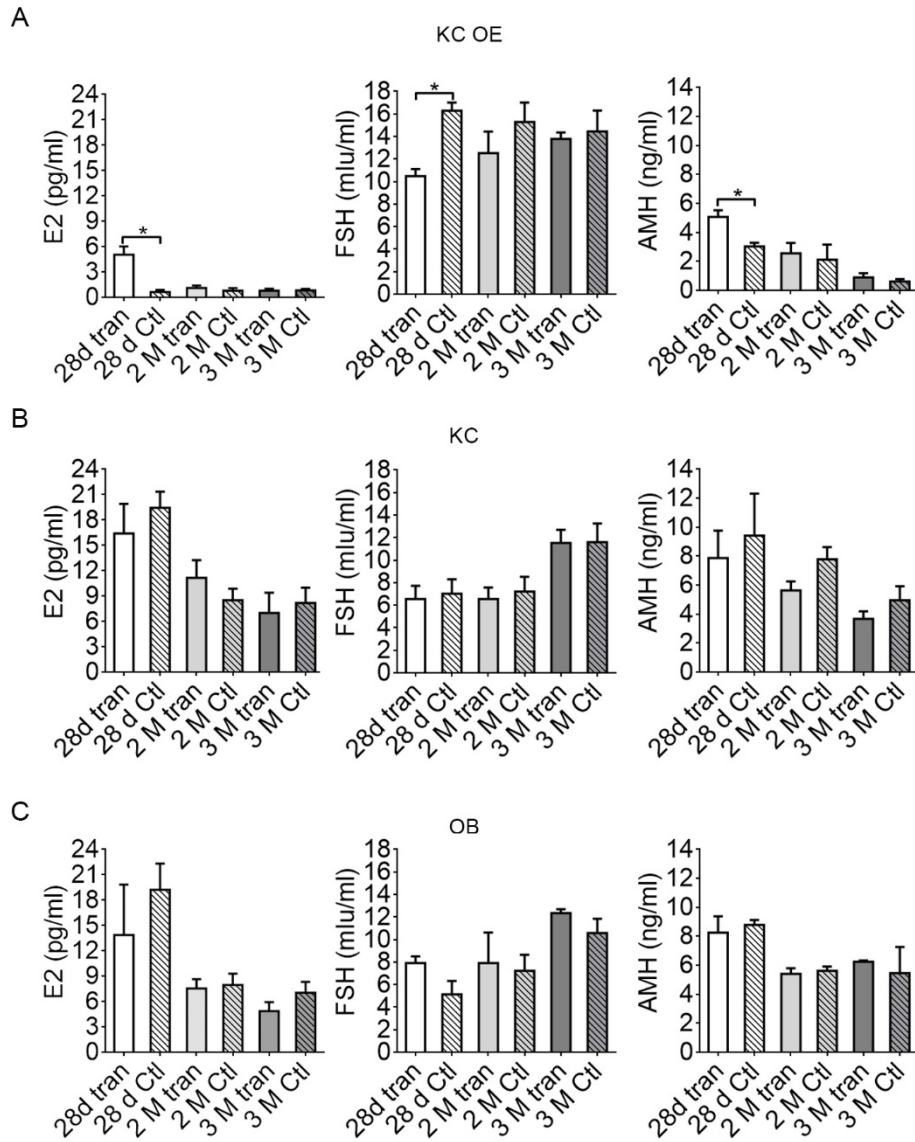 A
KC OE
E2 (pg/ml)
24
21
18
15
12
9
6
3
0
*
28d tran
28 d Ctl
2 M tran
2 M Ctl
3 M tran
3 M Ctl
FSH (mlu/ml)
18
16
14
12
10
8
6
4
2
0
*
28d tran
28 d Ctl
2 M tran
2 M Ctl
3 M tran
3 M Ctl
AMH (ng/ml)
14
12
10
8
6
4
2
0
*
28d tran
28 d Ctl
2 M tran
2 M Ctl
3 M tran
3 M Ctl
B
KC
E2 (pg/ml)
24
21
18
15
12
9
6
3
0
28d tran
28 d Ctl
2 M tran
2 M Ctl
3 M tran
3 M Ctl
FSH (mlu/ml)
18
16
14
12
10
8
6
4
2
0
28d tran
28 d Ctl
2 M tran
2 M Ctl
3 M tran
3 M Ctl
AMH (ng/ml)
14
12
10
8
6
4
2
0
28d tran
28 d Ctl
2 M tran
2 M Ctl
3 M tran
3 M Ctl
C
OB
E2 (pg/ml)
24
21
18
15
12
9
6
3
0
28d tran
28 d Ctl
2 M tran
2 M Ctl
3 M tran
3 M Ctl
FSH (mlu/ml)
18
16
14
12
10
8
6
4
2
0
28d tran
28 d Ctl
2 M tran
2 M Ctl
3 M tran
3 M Ctl
AMH (ng/ml)
14
12
10
8
6
4
2
0
28d tran
28 d Ctl
2 M tran
2 M Ctl
3 M tran
3 M Ctl